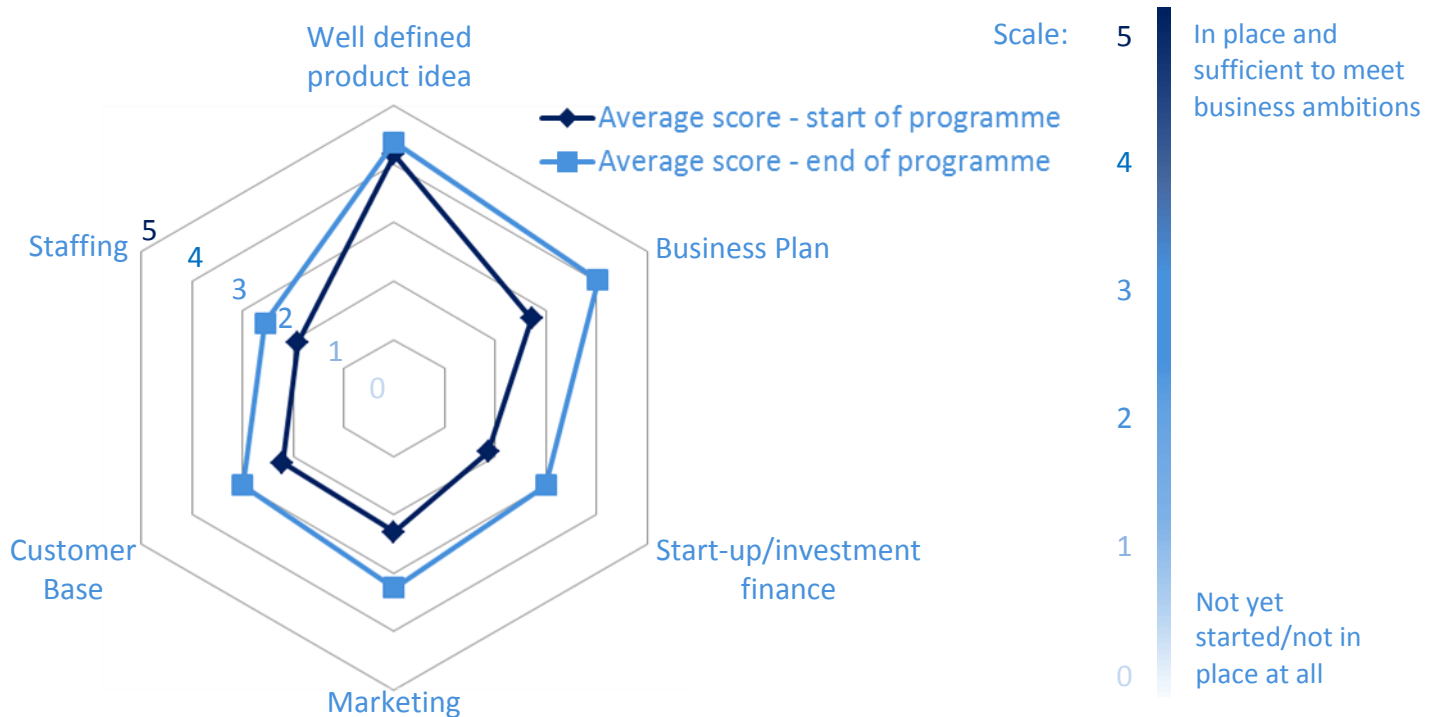 Well defined
product idea
Average score - start of programme
Average score - end of programme
Staffing
5
4
3
2
1
0
Business Plan
Customer
Base
Start-up/investment
finance
Marketing
Scale:
5
In place and
sufficient to meet
business ambitions
4
3
2
1
0
Not yet
started/not in
place at all